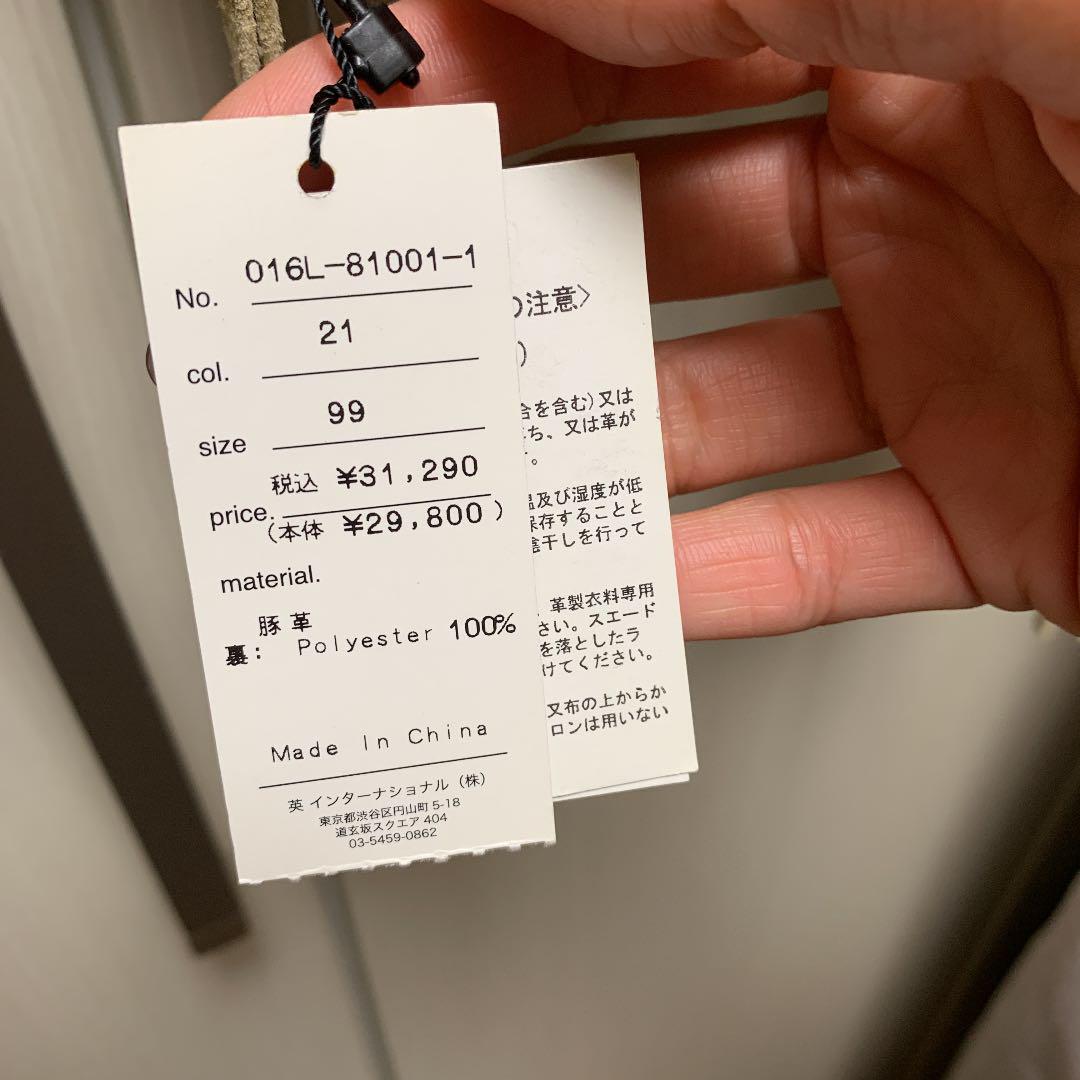 No. 016L-81001-1
col. 21
size 99
税込 ¥31,290
price.
(本体 ¥29,800 )
material.
豚革
裏: Polyester 100%
Made In China
英 インターナショナル (株)
東京都渋谷区円山町 5-18
道玄坂スクエア 404
03-5459-0862
の注意〉
)
合を含む)又は
ち、又は革が
。
温及び湿度が低
保存することと
陰干しを行って
、革製衣料専用
さい。スエード
を落としたラ
けてください。
又布の上からか
ロンは用いない